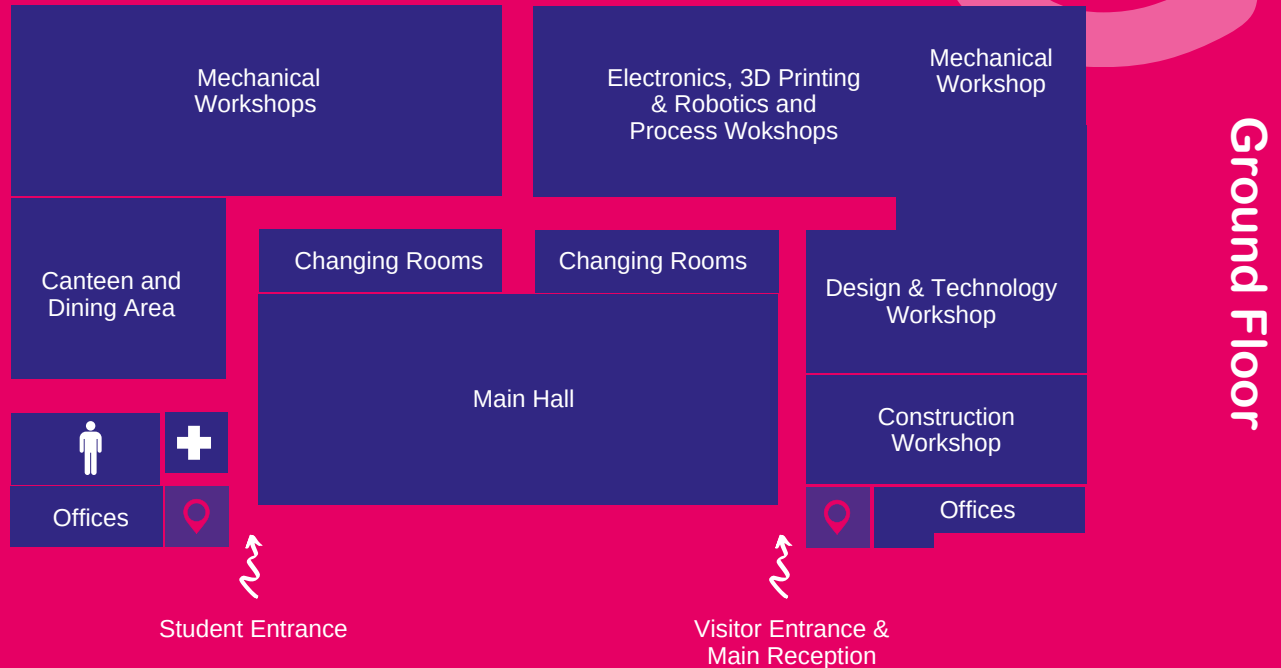 Mechanical
Workshops
Electronics, 3D Printing
& Robotics and
Process Wokshops
Mechanical
Workshop
Ground Floor
Canteen and
Dining Area
Changing Rooms
Changing Rooms
Design & Technology
Workshop
Main Hall
Construction
Workshop
Offices
Offices
Student Entrance
Visitor Entrance &
Main Reception